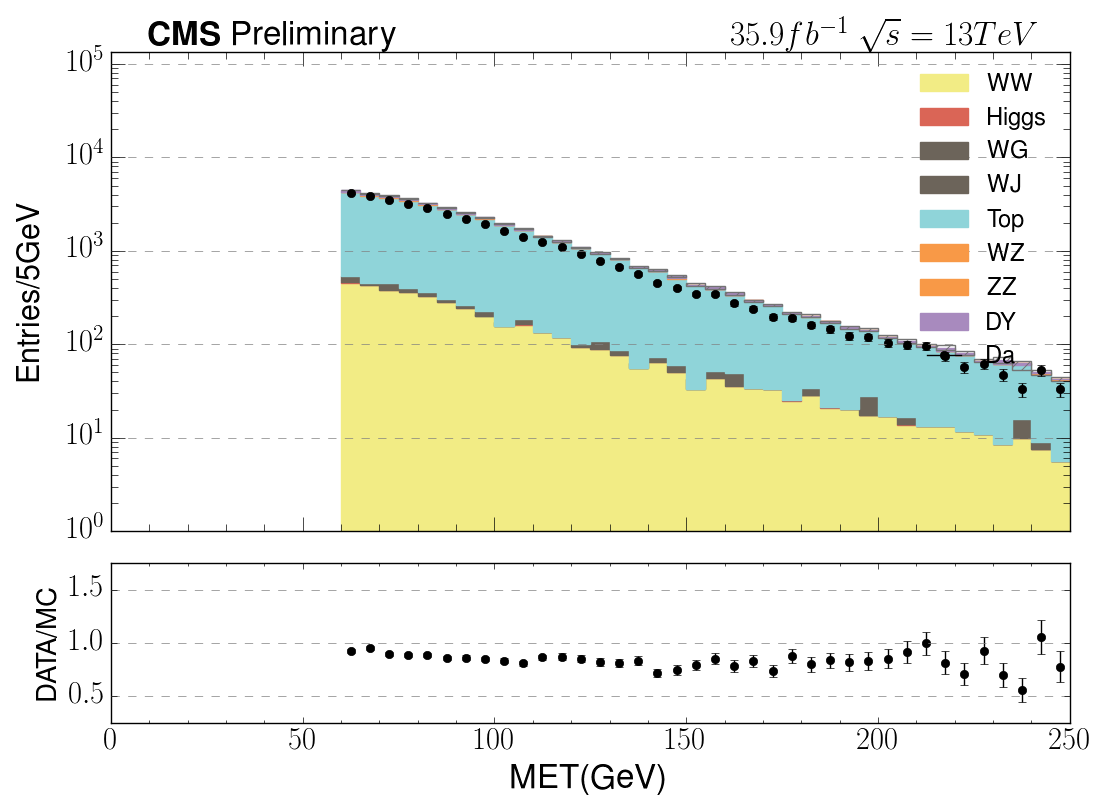 CMS Preliminary 35.9fb⁻¹ √s = 13TeV
Entries/5GeV
10⁵
10⁴
10³
10²
10¹
10⁰
WW
Higgs
WG
WJ
Top
WZ
ZZ
DY
Da
DATA/MC
1.5
1.0
0.5
0 50 100 150 200 250
MET(GeV)